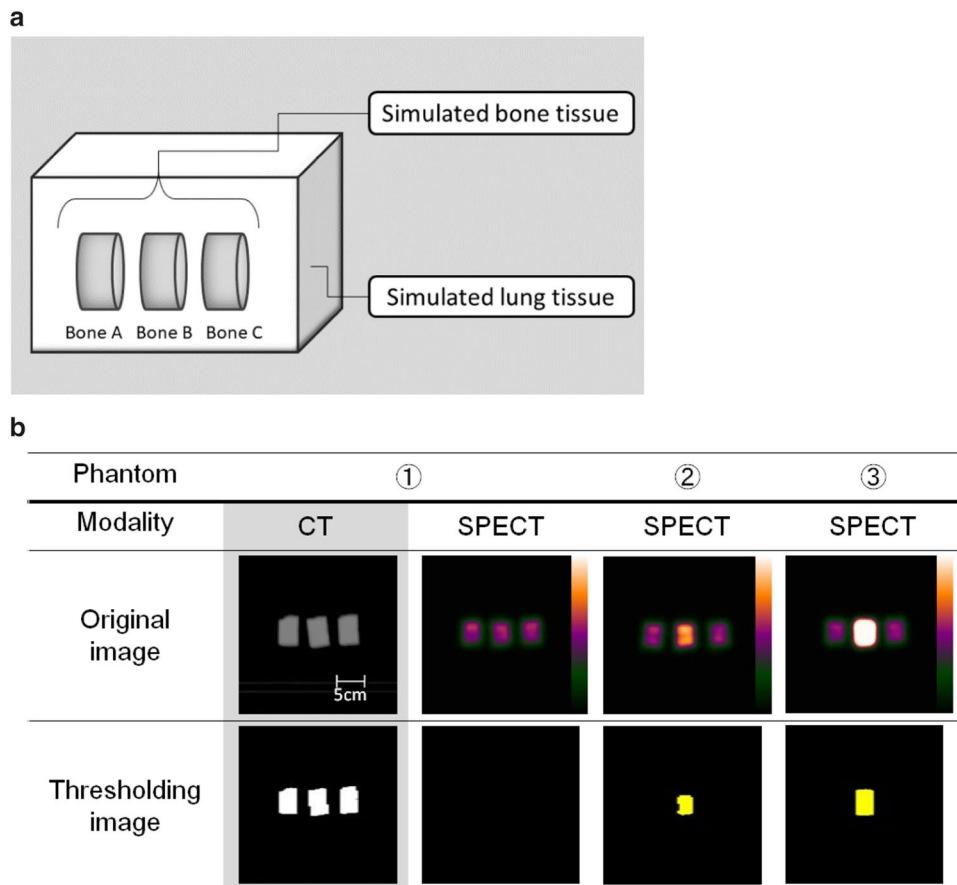 a
Simulated bone tissue
Simulated lung tissue
Bone A Bone B Bone C
b
Phantom ① ② ③
Modality CT SPECT SPECT SPECT
Original
image
5cm
Thresholding
image